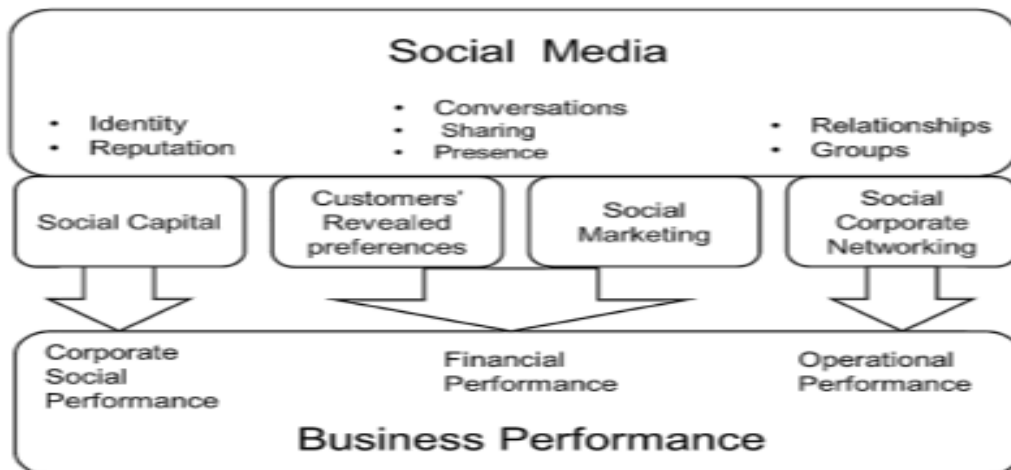 Social Media
• Identity
• Reputation
• Conversations
• Sharing
• Presence
• Relationships
• Groups
Social Capital
Customers'
Revealed
preferences
Social
Marketing
Social
Corporate
Networking
Corporate
Social
Performance
Financial
Performance
Operational
Performance
Business Performance